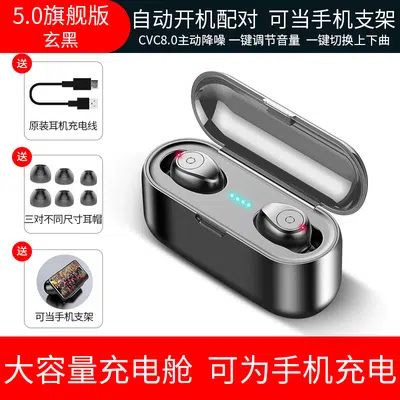 5.0旗舰版
玄黑
自动开机配对 可当手机支架
CVC8.0主动降噪 一键调节音量 一键切换上下曲
送
原装耳机充电线
送
三对不同尺寸耳帽
送
可当手机支架
大容量充电舱 可为手机充电